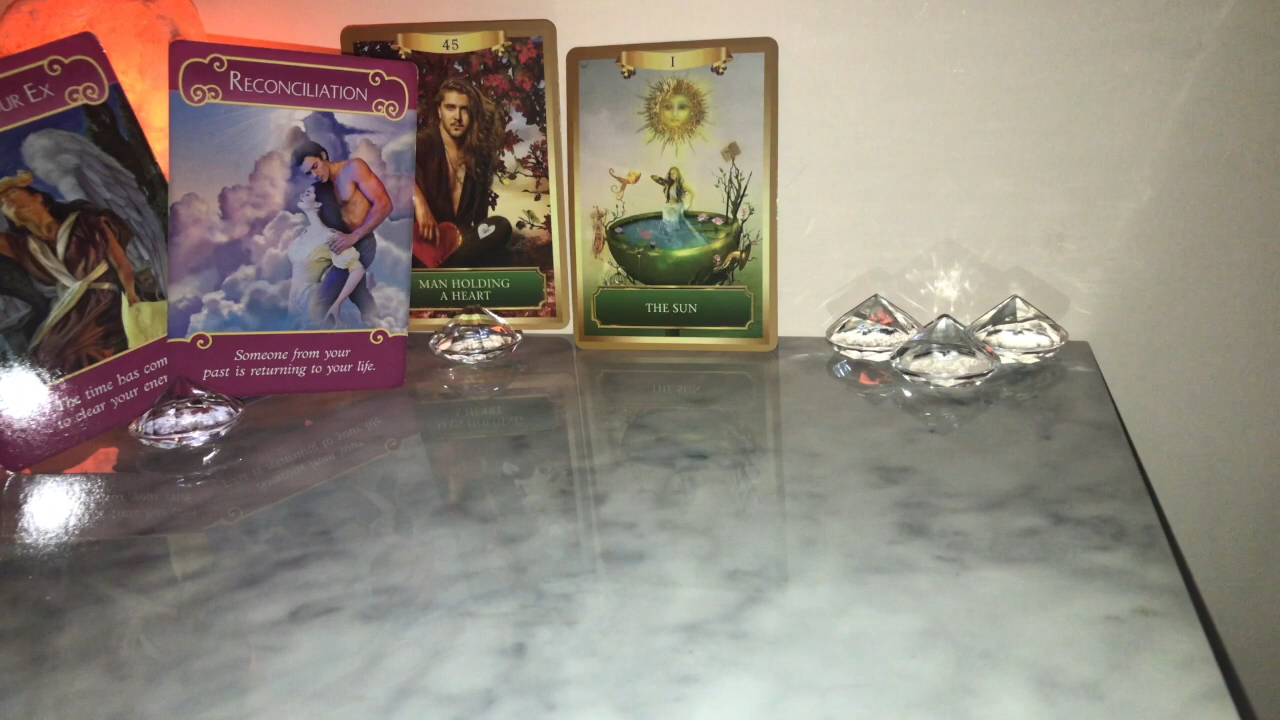 UR EX
The time has com
to clear your ener
RECONCILIATION
Someone from your
past is returning to your life.
45
MAN HOLDING
A HEART
I
THE SUN